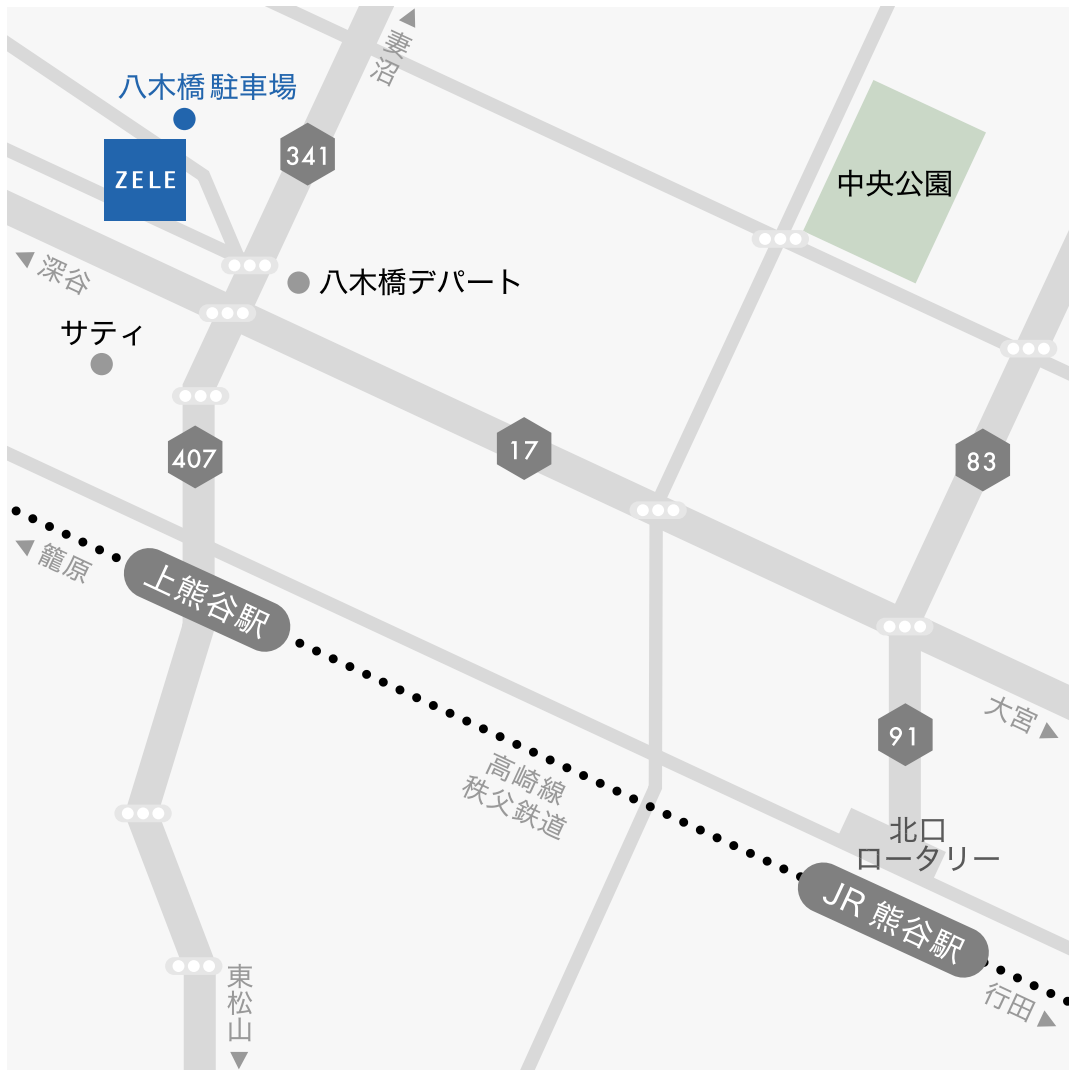 妻沼
八木橋 駐車場
341
ZELE
中央公園
深谷
八木橋デパート
サティ
407
17
83
籠原
上熊谷駅
大宮
91
高崎線
秩父鉄道
北口
ロータリー
JR 熊谷駅
東松山
行田